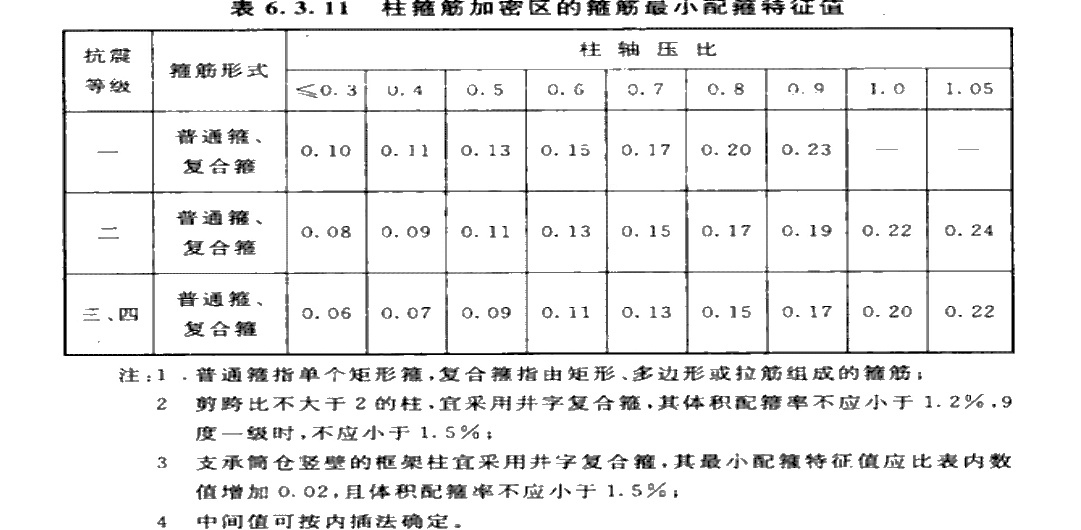 表 6.3.11 柱箍筋加密区的箍筋最小配箍特征值
抗震等级 箍筋形式 柱轴压比
≤0.3 0.4 0.5 0.6 0.7 0.8 0.9 1.0 1.05
一 普通箍、复合箍 0.10 0.11 0.13 0.15 0.17 0.20 0.23 — —
二 普通箍、复合箍 0.08 0.09 0.11 0.13 0.15 0.17 0.19 0.22 0.24
三、四 普通箍、复合箍 0.06 0.07 0.09 0.11 0.13 0.15 0.17 0.20 0.22
注:1 .普通箍指单个矩形箍,复合箍指由矩形、多边形或拉筋组成的箍筋;
2 剪跨比不大于2的柱,宜采用井字复合箍,其体积配箍率不应小于1.2%,9
度一级时,不应小于1.5%;
3 支承筒仓竖壁的框架柱宜采用井字复合箍,其最小配箍特征值应比表内数
值增加0.02,且体积配箍率不应小于1.5%;
4 中间值可按内插法确定。